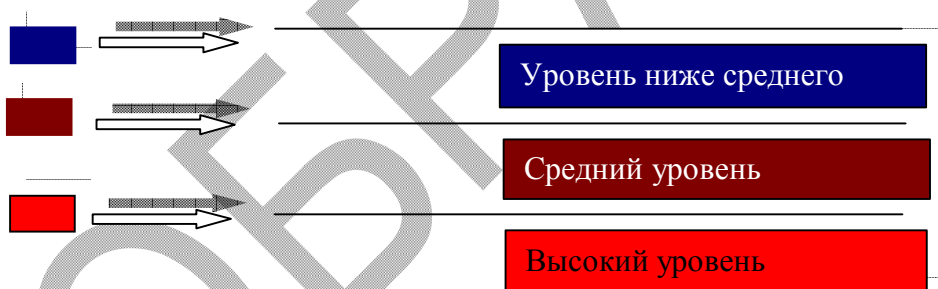 Уровень ниже среднего
Средний уровень
Высокий уровень